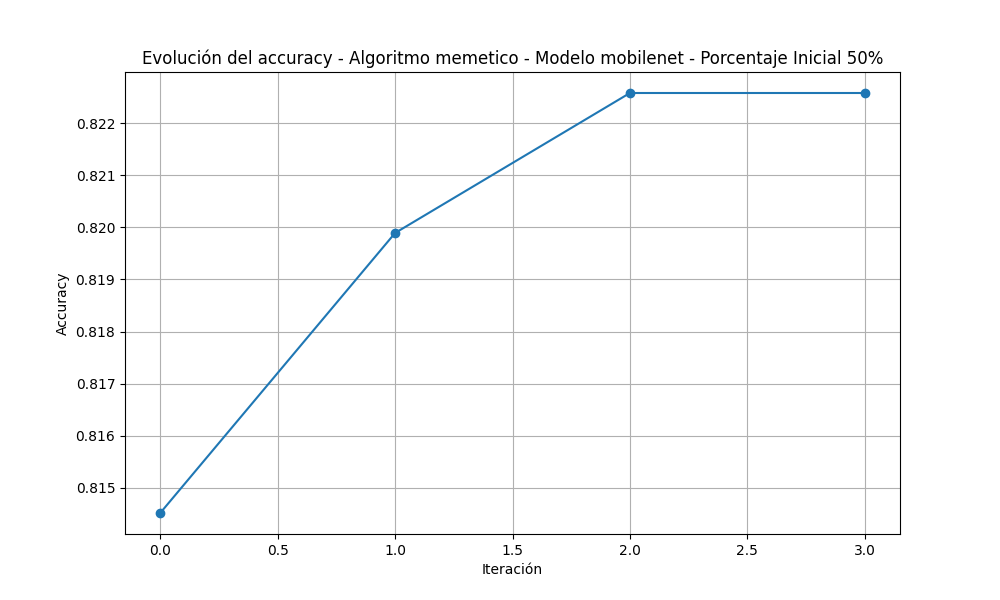 Evolución del accuracy - Algoritmo memetico - Modelo mobilenet - Porcentaje Inicial 50%
0.822
0.821
0.820
0.819
0.818
0.817
0.816
0.815
Accuracy
0.0 0.5 1.0 1.5 2.0 2.5 3.0
Iteración